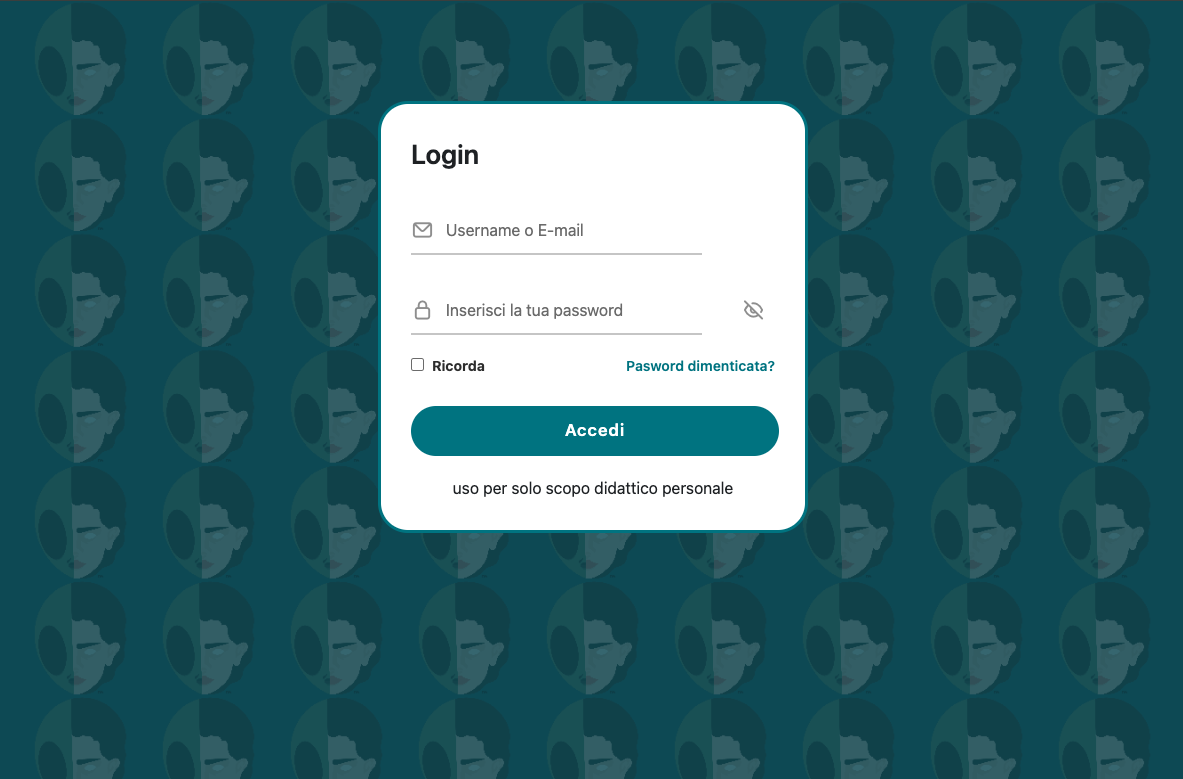 Login
Username o E-mail
Inserisci la tua password
Ricorda
Pasword dimenticata?
Accedi
uso per solo scopo didattico personale